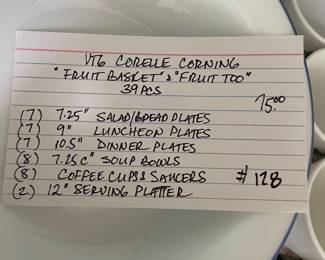 VTG CORELLE CORNING
"FRUIT BASKET" & "FRUIT TOO"
39 PCS
75.00
(7) 7.25" SALAD/BREAD PLATES
(7) 9" LUNCHEON PLATES
(7) 10.5" DINNER PLATES
(8) 7.25C" SOUP BOWLS
(8) COFFEE CUPS & SAUCERS
# 128
(2) 12" SERVING PLATTER